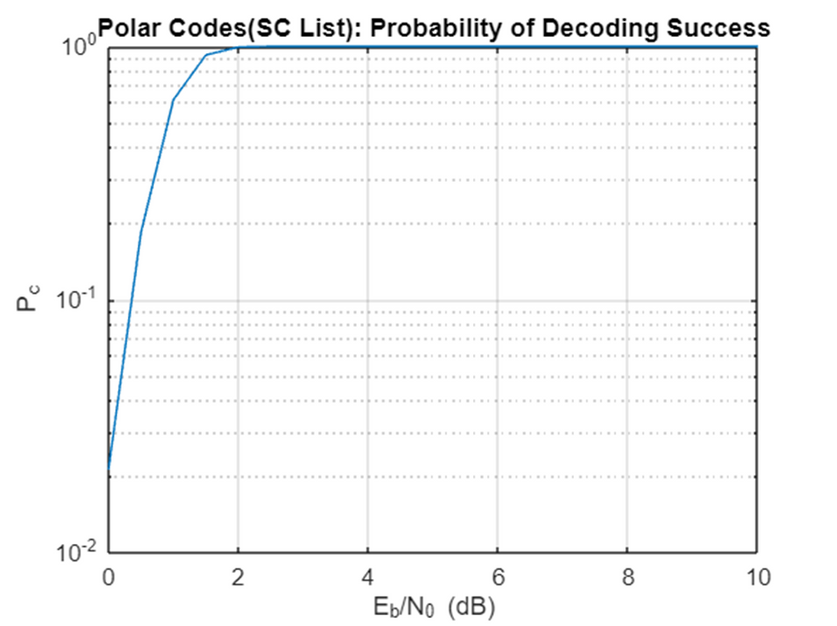 Polar Codes(SC List): Probability of Decoding Success
10^0
10^-1
10^-2
P_c
0 2 4 6 8 10
E_b/N_0 (dB)